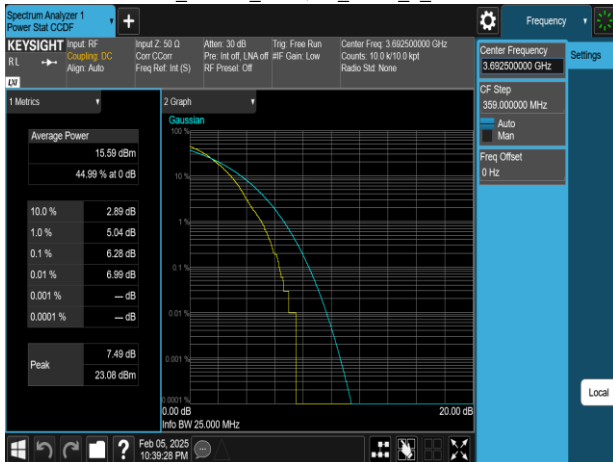 Spectrum Analyzer 1
Power Stat CCDF
+
Frequency
KEYSIGHT
RL
LXI
Input: RF
Coupling: DC
Align: Auto
Input Z: 50 Ω
Corr CCorr
Freq Ref: Int (S)
Atten: 30 dB
Pre: Int off, LNA off
RF Preset: Off
Trig: Free Run
#IF Gain: Low
Center Freq: 3.692500000 GHz
Counts: 10.0 k/10.0 kpt
Radio Std: None
Center Frequency
3.692500000 GHz
Settings
CF Step
359.000000 MHz
Auto
Man
Freq Offset
0 Hz
Local
1 Metrics
Average Power
15.59 dBm
44.99 % at 0 dB
10.0 % 2.89 dB
1.0 % 5.04 dB
0.1 % 6.28 dB
0.01 % 6.99 dB
0.001 % --- dB
0.0001 % --- dB
Peak
7.49 dB
23.08 dBm
2 Graph
Gaussian
100 %
10 %
1 %
0.1 %
0.01 %
0.001 %
0.0001 %
0.00 dB 20.00 dB
Info BW 25.000 MHz
?
Feb 05, 2025
10:39:28 PM